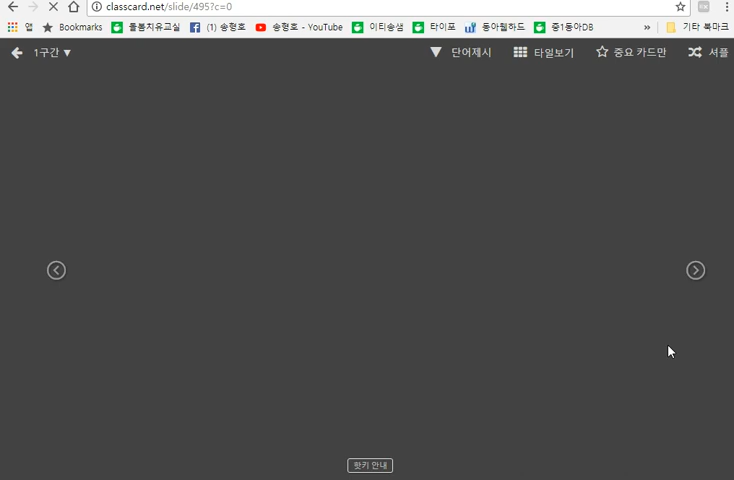 classcard.net/slide/495?c=0
앱 Bookmarks 돌봄치유교실 (1) 송형호 송형호 - YouTube 이티송샘 타이포 동아웹하드 중1동아DB » 기타 북마크
1구간 ▼ ▼ 단어제시 타일보기 중요 카드만 셔플
핫키 안내